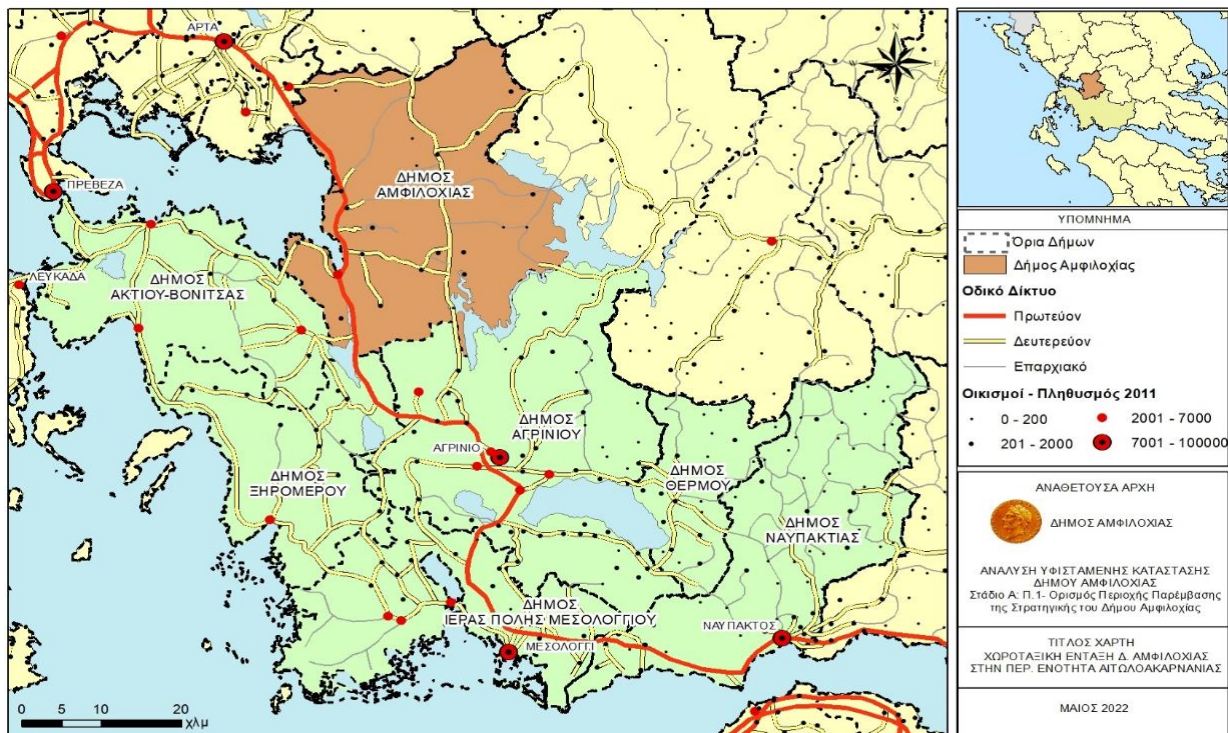 ΑΡΤΑ
ΠΡΕΒΕΖΑ
ΔΗΜΟΣ
ΑΜΦΙΛΟΧΙΑΣ
ΛΕΥΚΑΔΑ
ΔΗΜΟΣ
ΑΚΤΙΟΥ-ΒΟΝΙΤΣΑΣ
ΔΗΜΟΣ
ΑΓΡΙΝΙΟΥ
ΑΓΡΙΝΙΟ
ΔΗΜΟΣ
ΞΗΡΟΜΕΡΟΥ
ΔΗΜΟΣ
ΘΕΡΜΟΥ
ΔΗΜΟΣ
ΝΑΥΠΑΚΤΙΑΣ
ΔΗΜΟΣ
ΙΕΡΑΣ ΠΟΛΗΣ ΜΕΣΟΛΟΓΓΙΟΥ
ΜΕΣΟΛΟΓΓΙ
ΝΑΥΠΑΚΤΟΣ
0 5 10 20
χλμ
N
E
S
W
ΥΠΟΜΝΗΜΑ
Όρια Δήμων
Δήμος Αμφιλοχίας
Οδικό Δίκτυο
Πρωτεύον
Δευτερεύον
Επαρχιακό
Οικισμοί - Πληθυσμός 2011
0 - 200
2001 - 7000
201 - 2000
7001 - 100000
ΑΝΑΘΕΤΟΥΣΑ ΑΡΧΗ
ΔΗΜΟΣ ΑΜΦΙΛΟΧΙΑΣ
ΑΝΑΛΥΣΗ ΥΦΙΣΤΑΜΕΝΗΣ ΚΑΤΑΣΤΑΣΗΣ
ΔΗΜΟΥ ΑΜΦΙΛΟΧΙΑΣ
Στάδιο Α: Π.1- Ορισμός Περιοχής Παρέμβασης
της Στρατηγικής του Δήμου Αμφιλοχίας
ΤΙΤΛΟΣ ΧΑΡΤΗ
ΧΩΡΟΤΑΞΙΚΗ ΕΝΤΑΞΗ Δ. ΑΜΦΙΛΟΧΙΑΣ
ΣΤΗΝ ΠΕΡ. ΕΝΟΤΗΤΑ ΑΙΤΩΛΟΑΚΑΡΝΑΝΙΑΣ
ΜΑΙΟΣ 2022